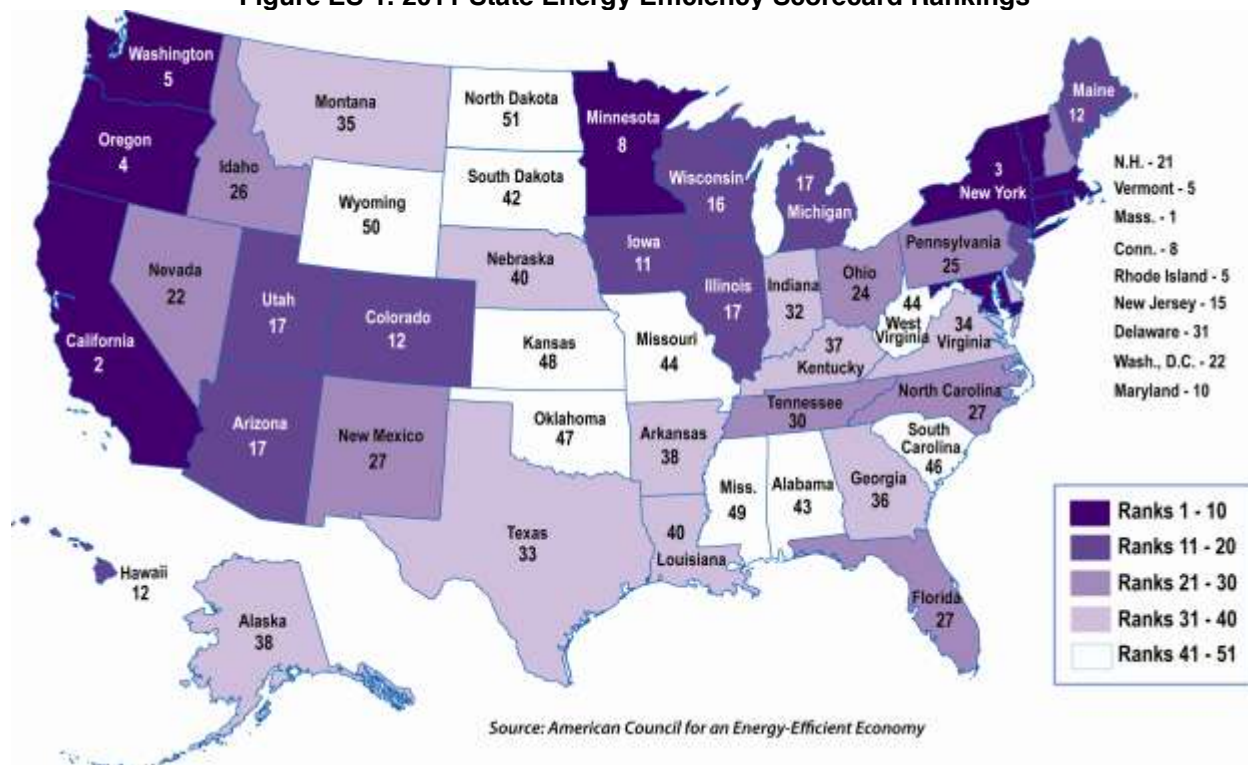 Figure ES-1: 2011 State Energy Efficiency Scorecard Rankings
Washington
5
Oregon
4
California
2
Idaho
26
Nevada
22
Montana
35
Wyoming
50
Utah
17
Colorado
12
Arizona
17
New Mexico
27
North Dakota
51
South Dakota
42
Nebraska
40
Kansas
48
Oklahoma
47
Texas
33
Minnesota
8
Iowa
11
Missouri
44
Arkansas
38
40
Louisiana
Wisconsin
16
Illinois
17
17
Michigan
Indiana
32
Ohio
24
37
Kentucky
Tennessee
30
Miss.
49
Alabama
43
Georgia
36
Florida
27
South
Carolina
46
North Carolina
27
34
Virginia
44
West
Virginia
Pennsylvania
25
3
New York
Maine
12
N.H. - 21
Vermont - 5
Mass. - 1
Conn. - 8
Rhode Island - 5
New Jersey - 15
Delaware - 31
Wash., D.C. - 22
Maryland - 10
Hawaii
12
Alaska
38
Ranks 1 - 10
Ranks 11 - 20
Ranks 21 - 30
Ranks 31 - 40
Ranks 41 - 51
Source: American Council for an Energy-Efficient Economy